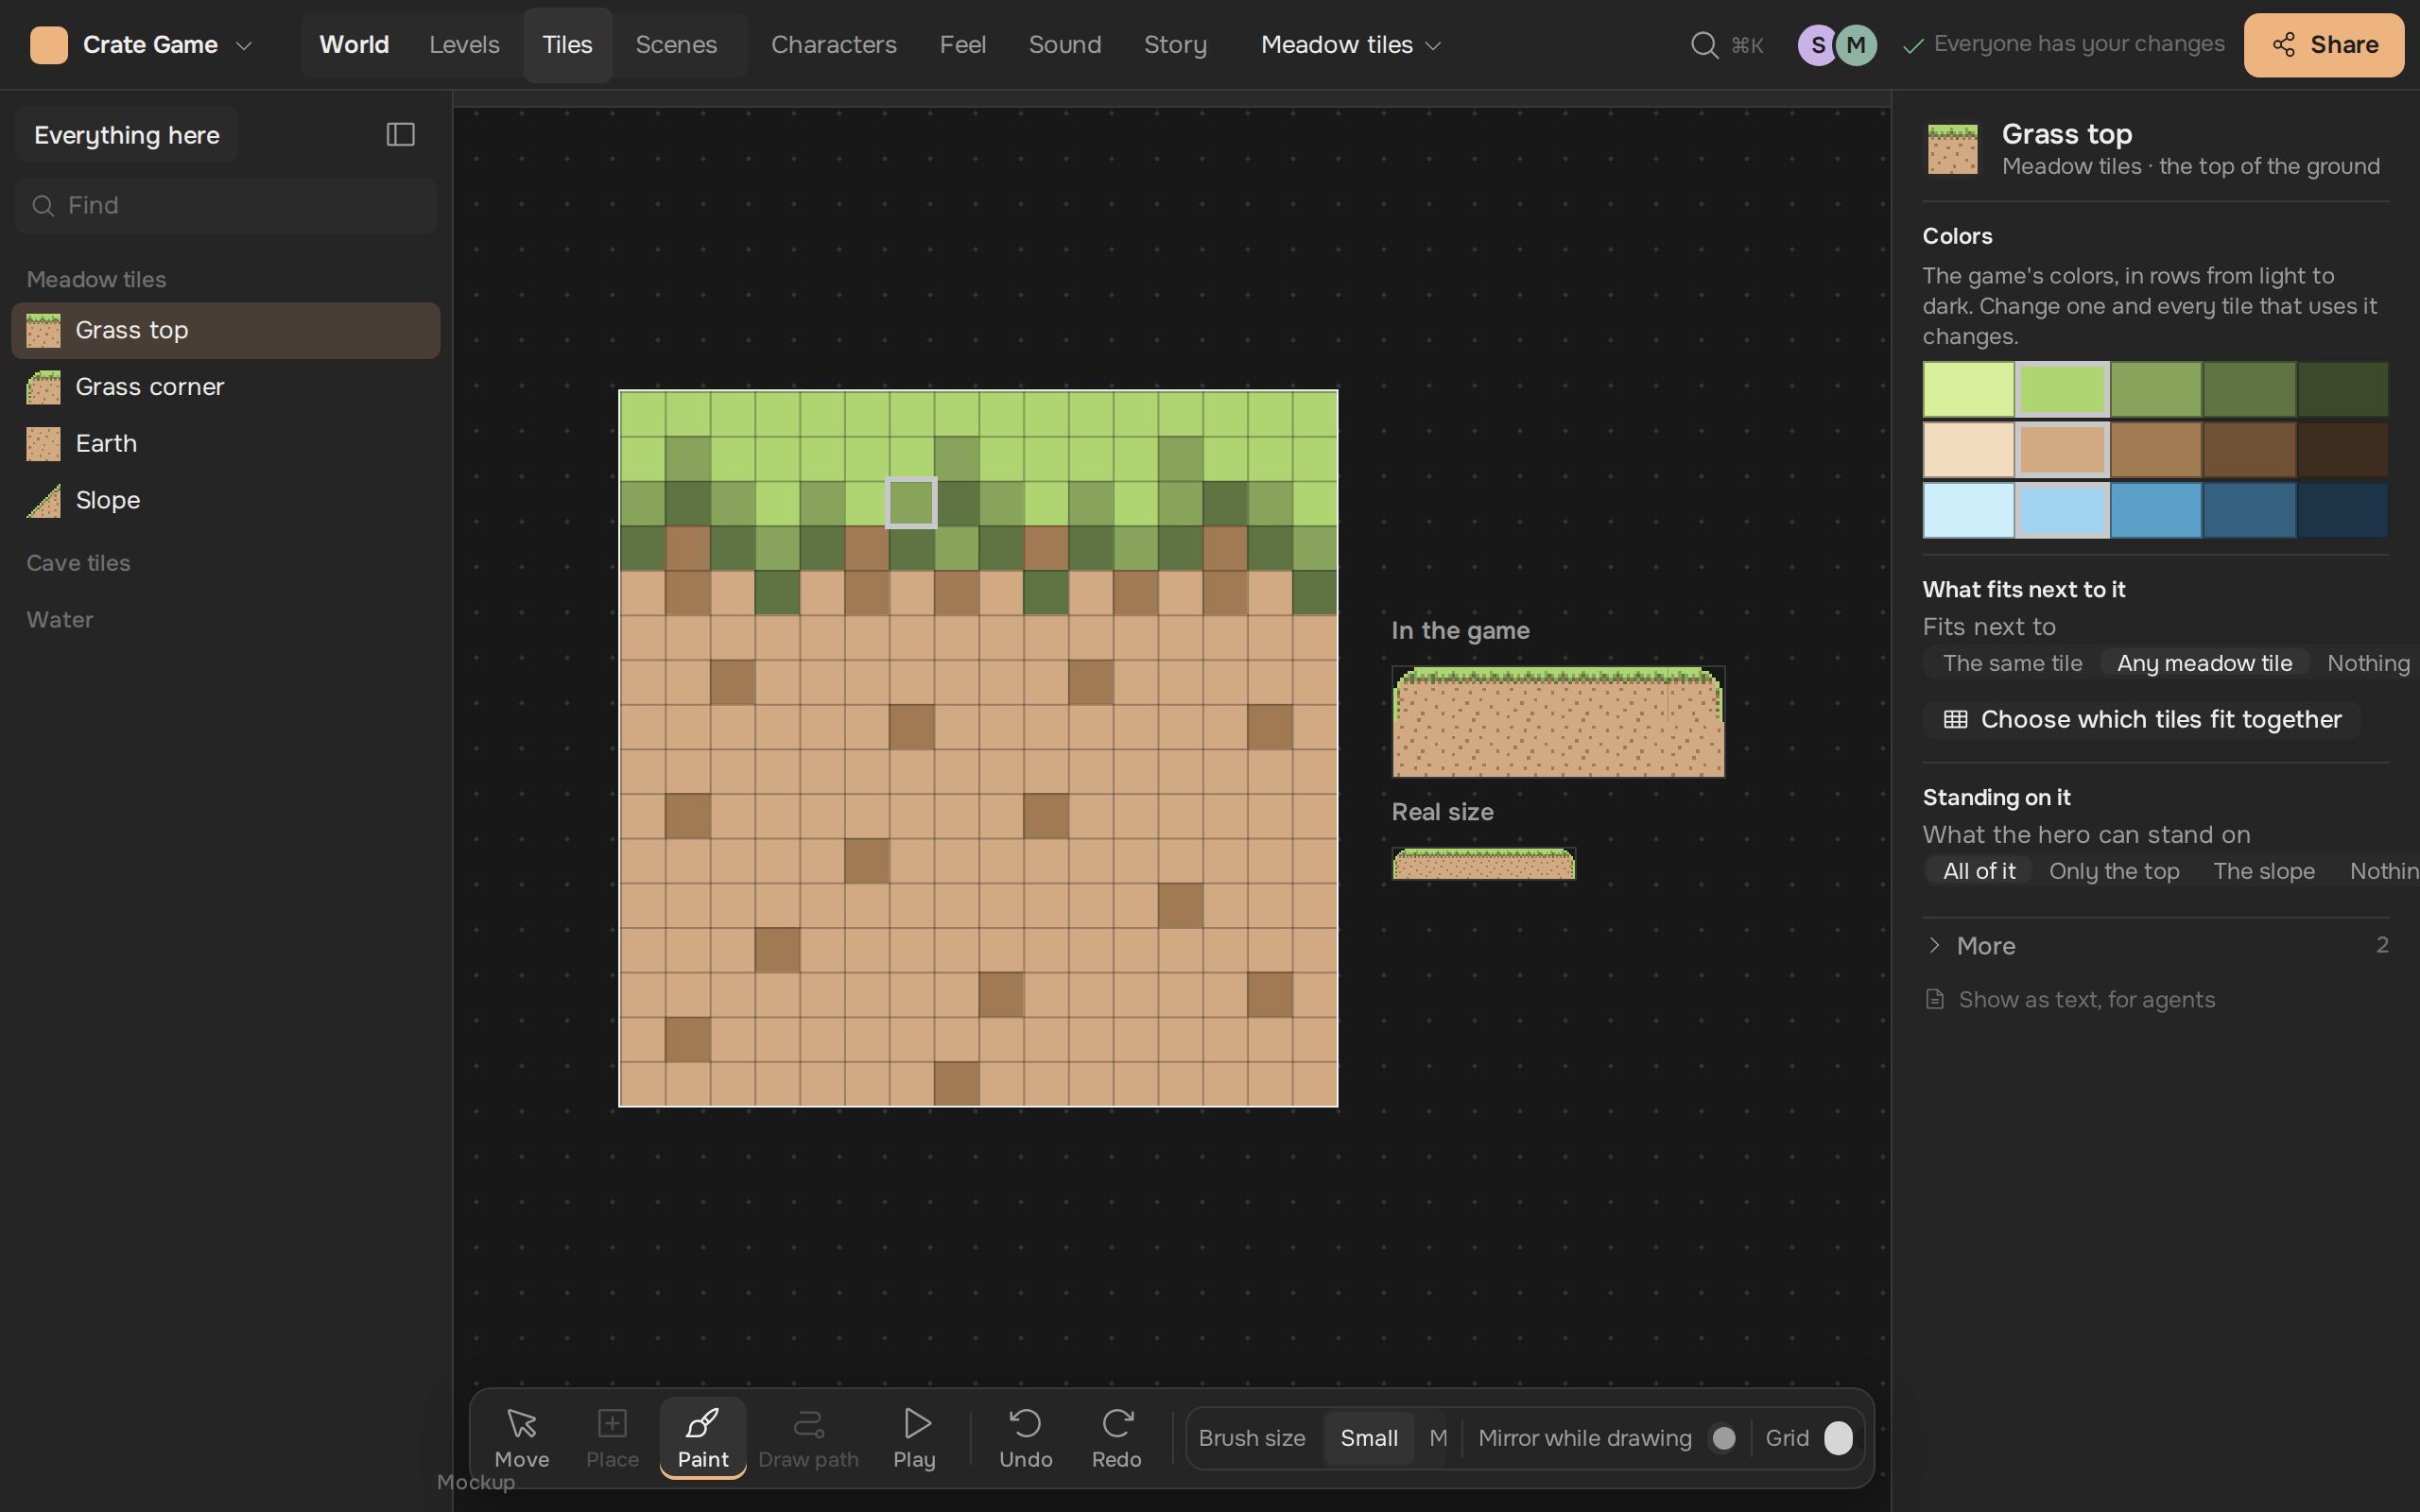 Crate Game
World
Levels
Tiles
Scenes
Characters
Feel
Sound
Story
Meadow tiles
⌘K
S
M
Everyone has your changes
Share
Everything here
Find
Meadow tiles
Grass top
Grass corner
Earth
Slope
Cave tiles
Water
In the game
Real size
Grass top
Meadow tiles · the top of the ground
Colors
The game's colors, in rows from light to
dark. Change one and every tile that uses it
changes.
What fits next to it
Fits next to
The same tile
Any meadow tile
Nothing
Choose which tiles fit together
Standing on it
What the hero can stand on
All of it
Only the top
The slope
Nothin
More
2
Show as text, for agents
Move
Place
Paint
Draw path
Play
Undo
Redo
Brush size
Small
M
Mirror while drawing
Grid
Mockup